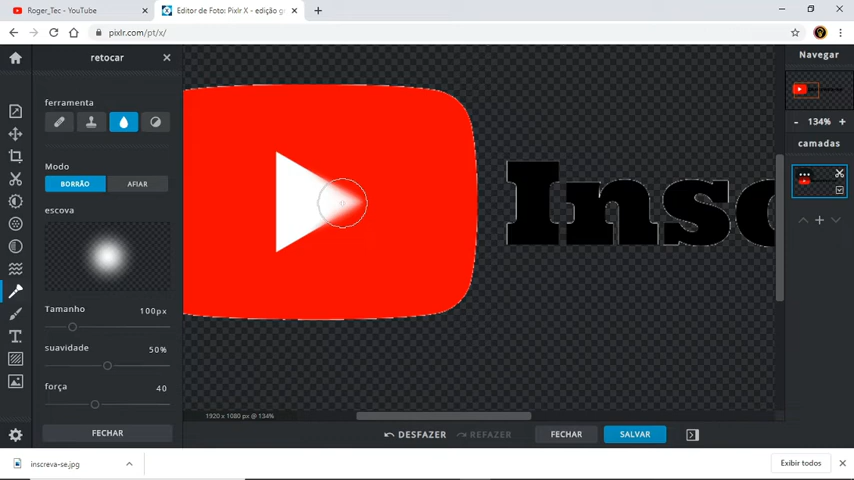 Roger_Tec - YouTube
Editor de Foto: Pixlr X - edição g
pixlr.com/pt/x/
retocar
ferramenta
Modo
BORRÃO
AFIAR
escova
Tamanho
100px
suavidade
50%
força
40
FECHAR
Insc
Navegar
134%
camadas
1920 x 1080 px @ 134%
DESFAZER
REFAZER
FECHAR
SALVAR
inscreva-se.jpg
Exibir todos